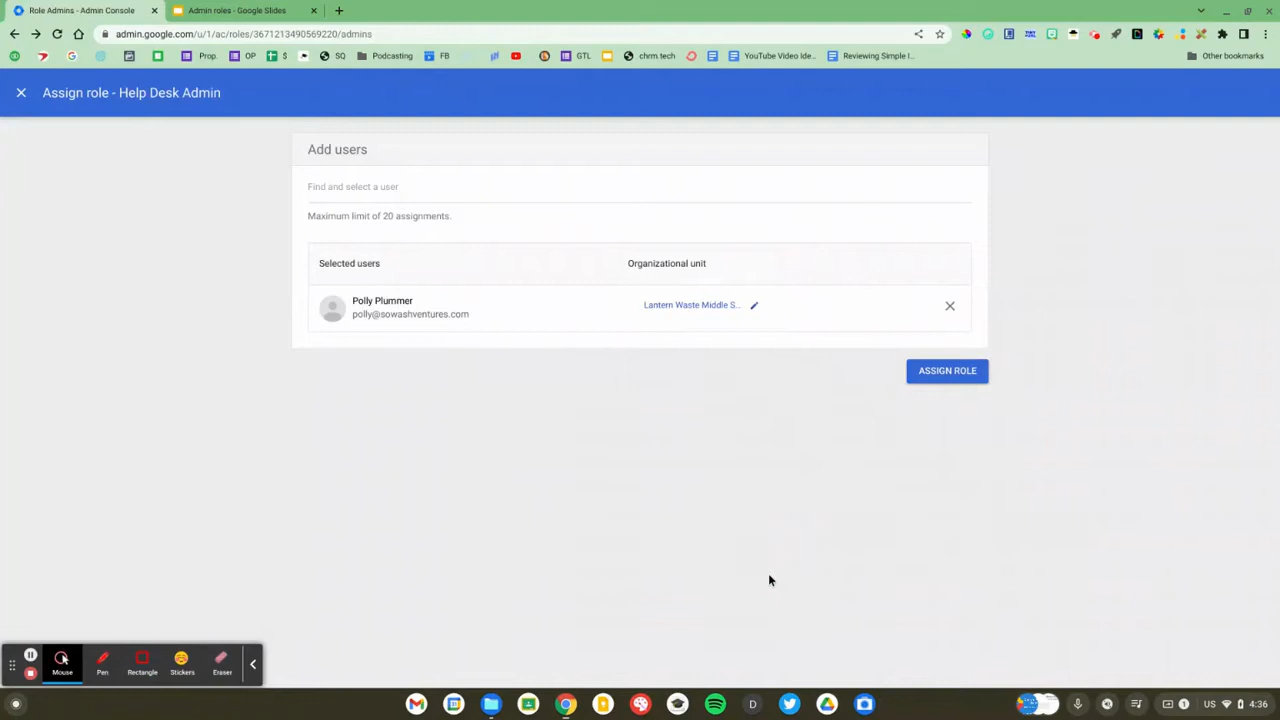 Role Admins - Admin Console
Admin roles - Google Slides
admin.google.com/u/1/ac/roles/3671213490569220/admins
Prop.
OP
$
SQ
Podcasting
FB
GTL
chrm.tech
YouTube Video Ide...
Reviewing Simple I...
Other bookmarks
Assign role - Help Desk Admin
Add users
Find and select a user
Maximum limit of 20 assignments.
Selected users
Organizational unit
Polly Plummer
polly@sowashventures.com
Lantern Waste Middle S...
ASSIGN ROLE
Mouse
Pen
Rectangle
Stickers
Eraser
D
US
4:36